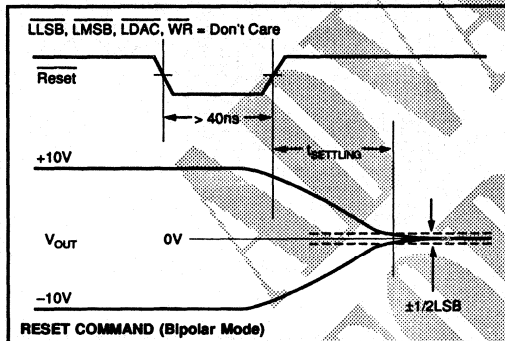 LLSB, LMSB, LDAC, WR = Don't Care
Reset
> 40ns
tSETTLING
+10V
VOUT
0V
−10V
±1/2LSB
RESET COMMAND (Bipolar Mode)